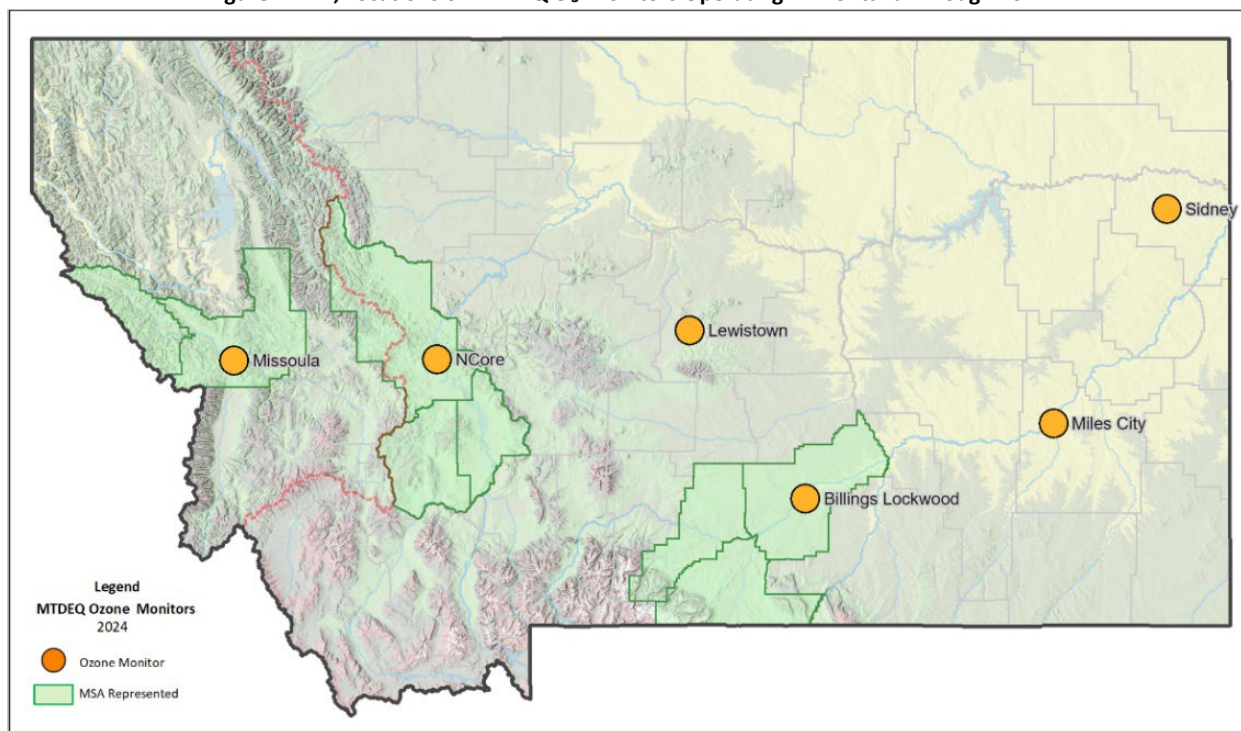 Sidney
Lewistown
Missoula
NCore
Miles City
Billings Lockwood
Legend
MTDEQ Ozone Monitors
2024
Ozone Monitor
MSA Represented